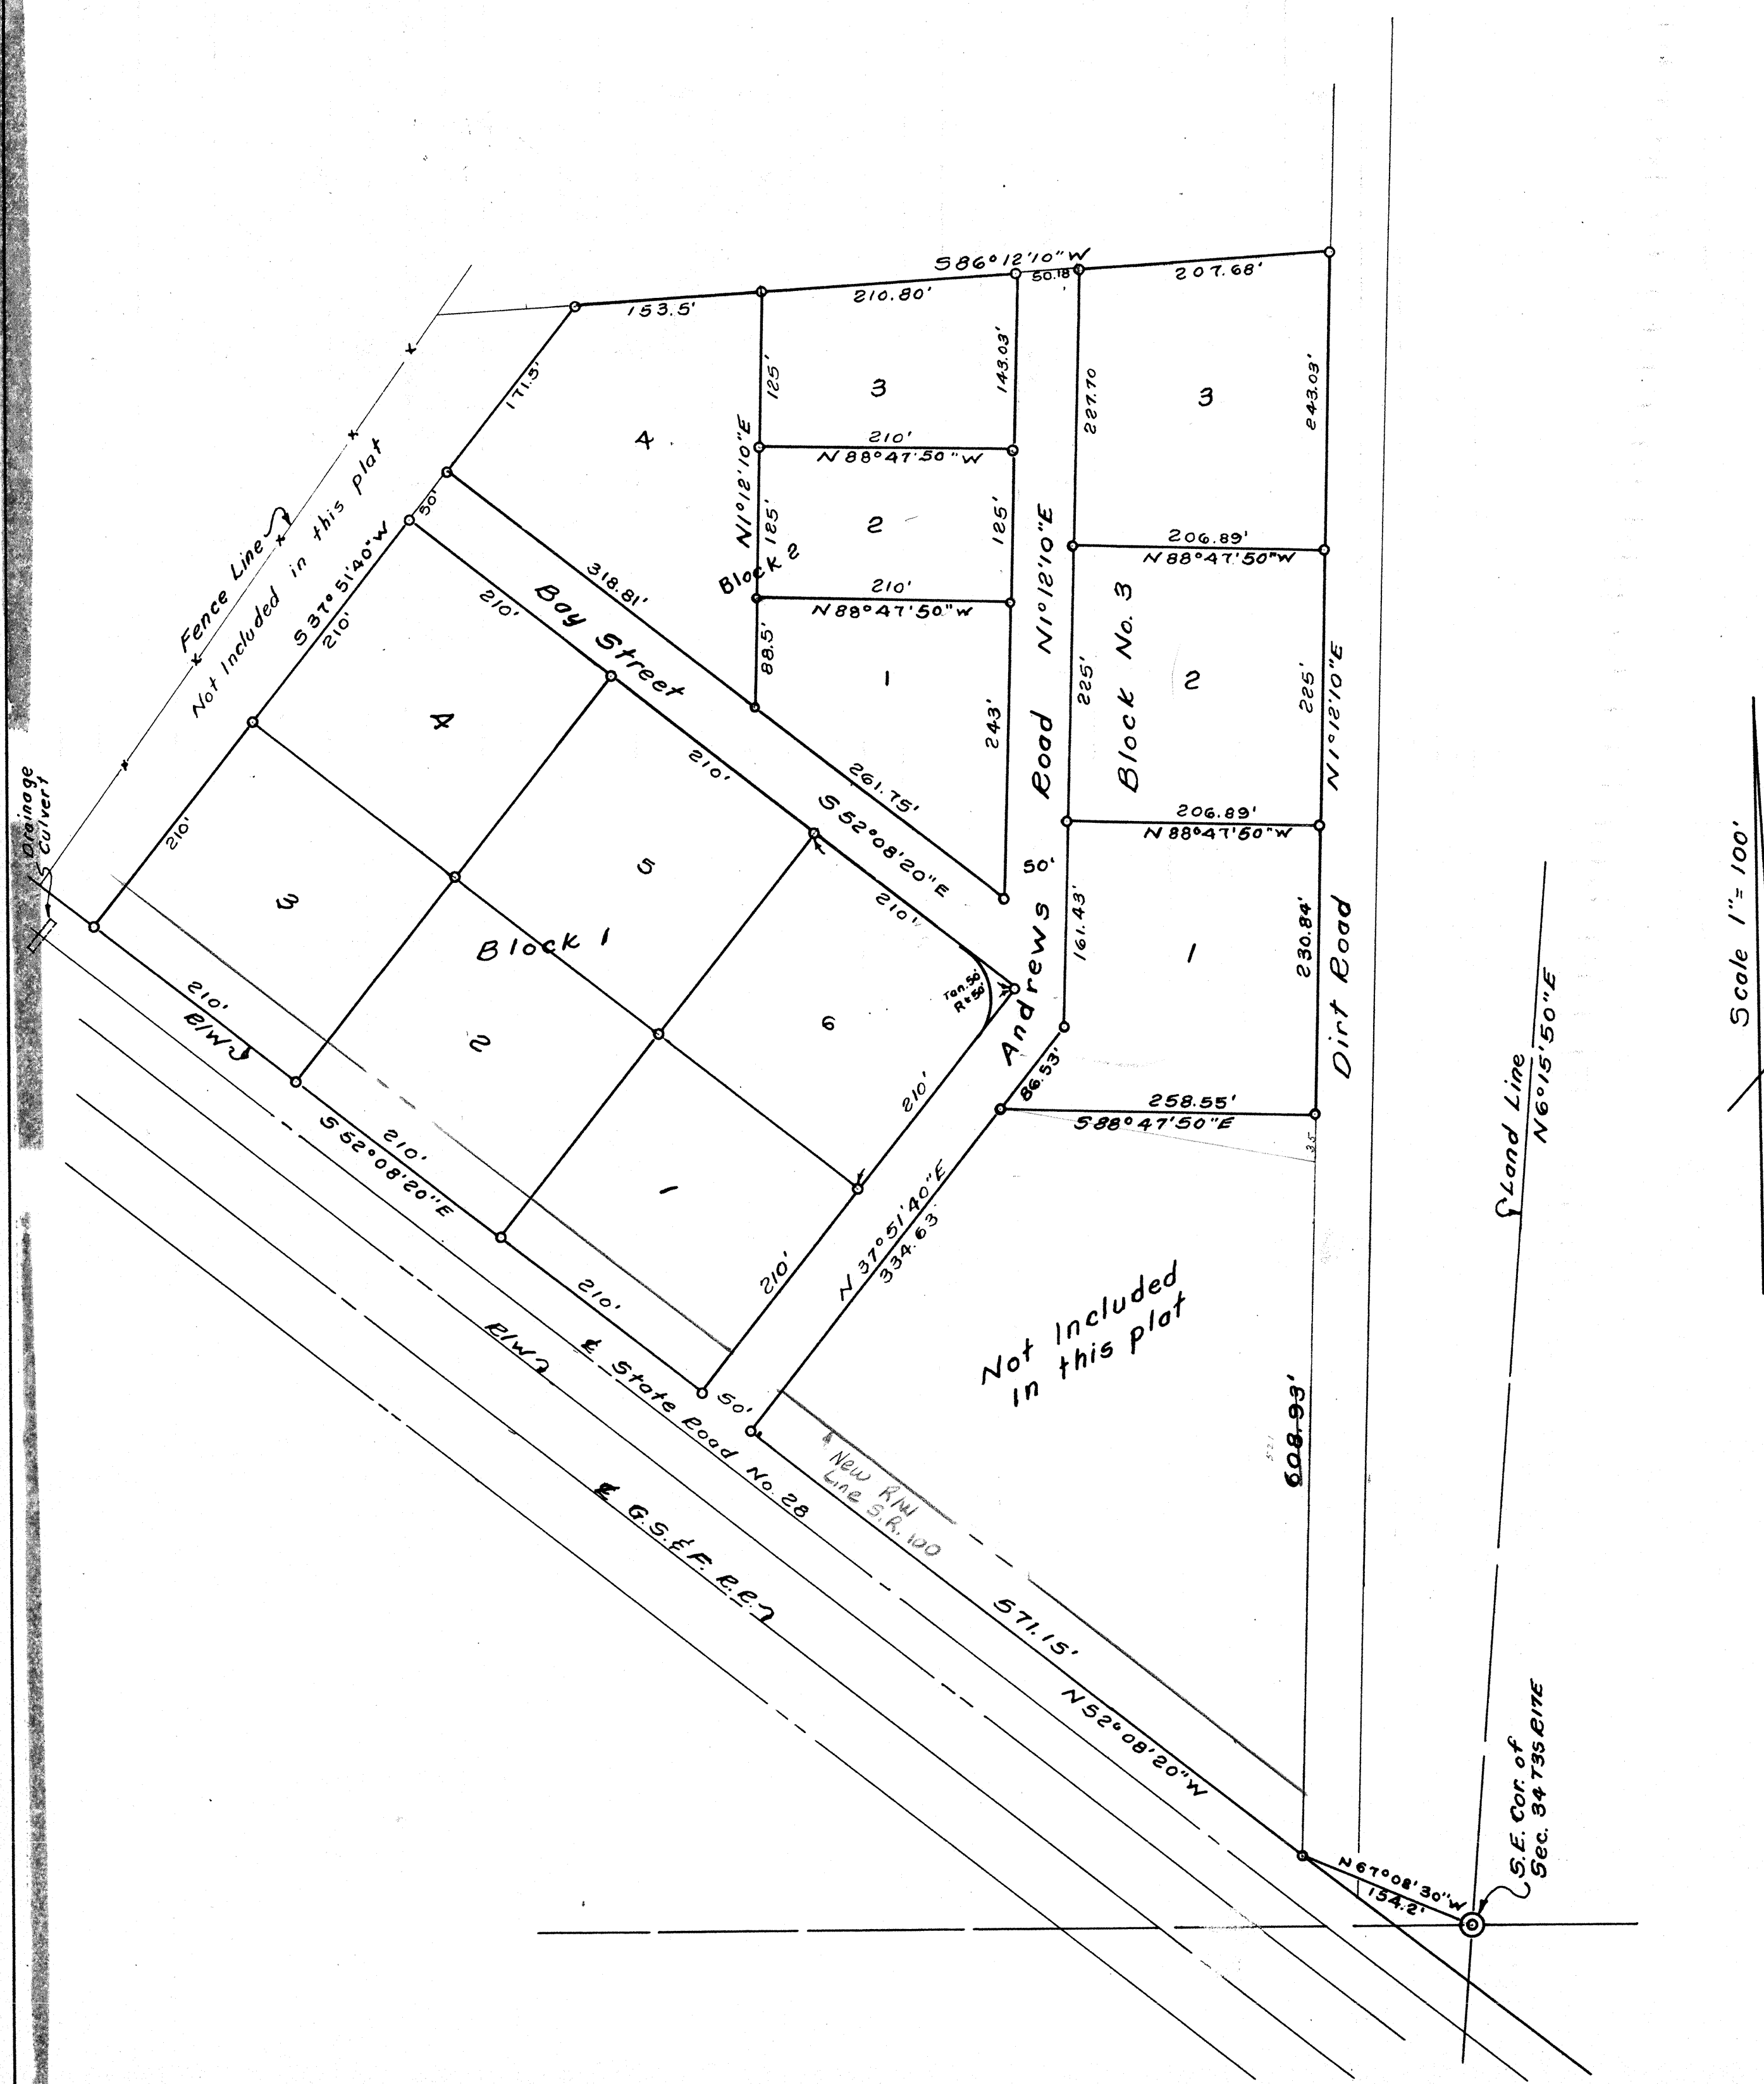 S86°12'10"W
153.5'
210.80'
50.18
207.68'
171.5'
4
125'
3
143.03'
227.70
3
243.03'
210'
N88°47'50"W
N1°12'10"E
125'
2
125'
Block 2
210'
N88°47'50"W
88.5'
1
243'
318.81'
261.75'
Fence Line
Not Included in this plat
S37°51'40"W
210'
50'
Bay Street
S52°08'20"E
210'
210'
210'
Andrews Road N1°12'10"E
50'
206.89'
N88°47'50"W
Block No. 3
225'
2
225'
N1°12'10"E
206.89'
N88°47'50"W
161.43'
1
230.84'
Dirt Road
86.53'
258.55'
S88°47'50"E
35
Drainage
Culvert
210'
4
5
3
Block 1
6
Tan. 50'
R=50'
2
1
210'
210'
210'
R/W
S52°08'20"E
210'
210'
50'
N37°51'40"E
334.63'
Not Included
In this plat
608.93'
R/W
℄ State Road No. 28
℄ G.S.&F. R.R.
New R/W
Line S.R. 100
571.15'
N52°08'20"W
N67°08'30"W
154.2'
S.E. Cor. of
Sec. 34 T3S R17E
Land Line
N6°15'50"E
Scale 1"=100'